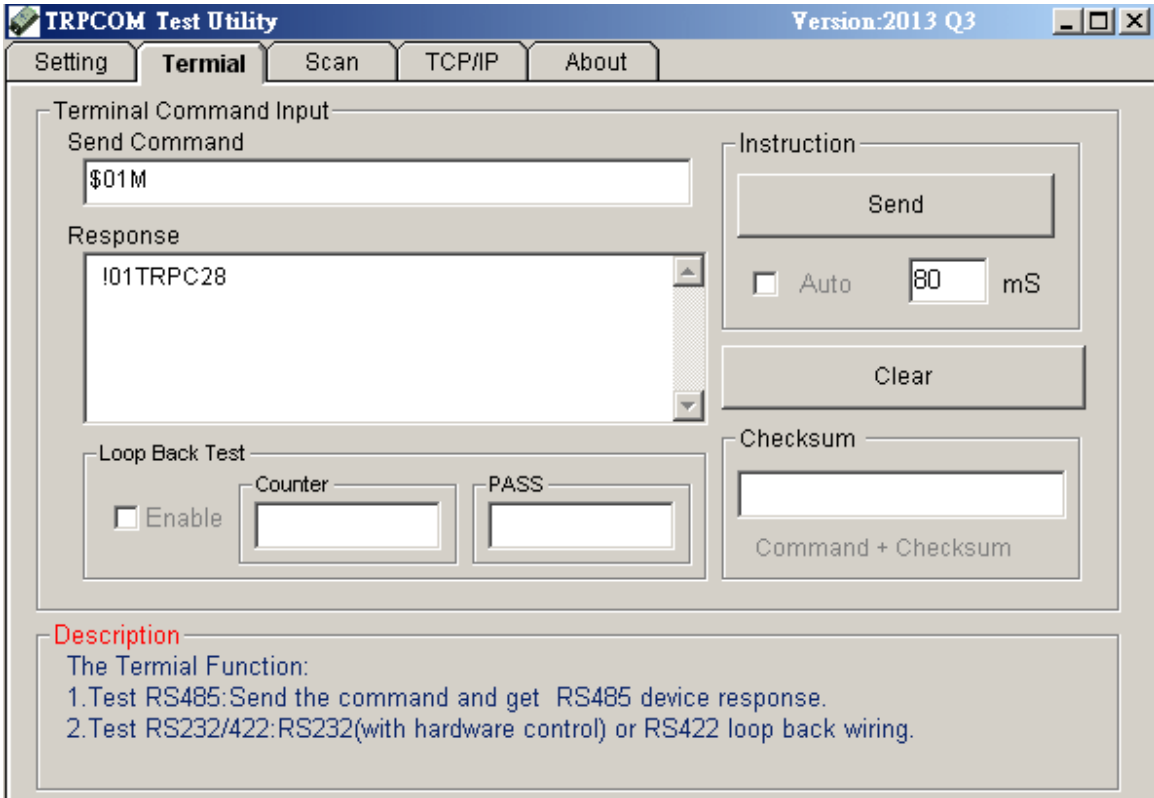 TRPCOM Test Utility Version:2013 Q3
Setting Termial Scan TCP/IP About
Terminal Command Input
Send Command
$01M
Response
!01TRPC28
Instruction
Send
Auto 80 mS
Clear
Loop Back Test
Enable
Counter
PASS
Checksum
Command + Checksum
Description
The Termial Function:
1.Test RS485:Send the command and get  RS485 device response.
2.Test RS232/422:RS232(with hardware control) or RS422 loop back wiring.